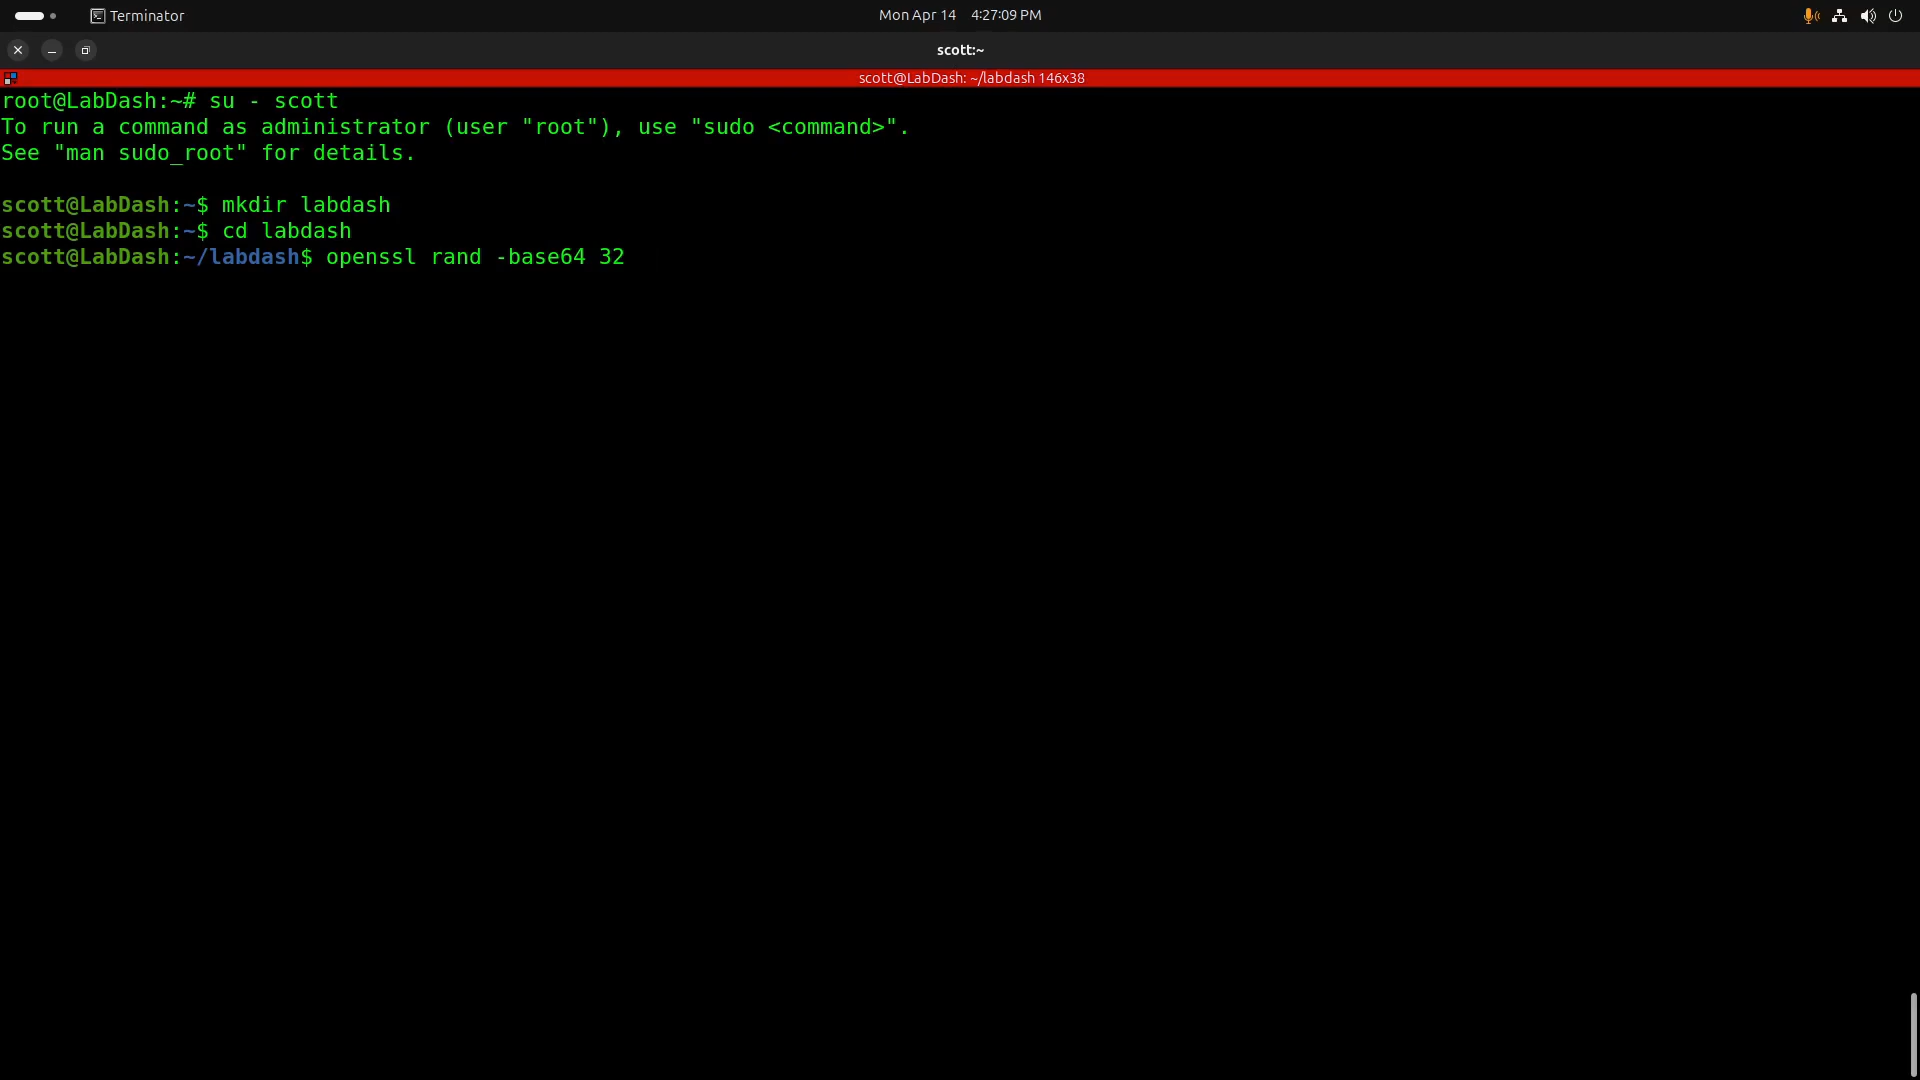 Terminator
Mon Apr 14 4:27:09 PM
scott:~
scott@LabDash: ~/labdash 146x38
root@LabDash:~# su - scott
To run a command as administrator (user "root"), use "sudo <command>".
See "man sudo_root" for details.
scott@LabDash:~$ mkdir labdash
scott@LabDash:~$ cd labdash
scott@LabDash:~/labdash$ openssl rand -base64 32